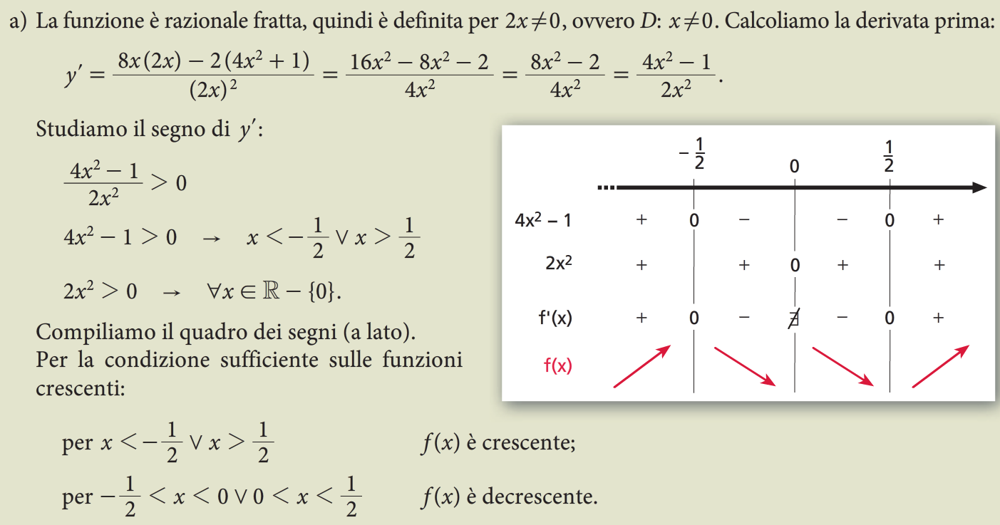 a) La funzione è razionale fratta, quindi è definita per 2x≠0, ovvero D: x≠0. Calcoliamo la derivata prima:
y′ = (8x(2x) − 2(4x² + 1))/(2x)² = (16x² − 8x² − 2)/4x² = (8x² − 2)/4x² = (4x² − 1)/2x².
Studiamo il segno di y′:
(4x² − 1)/2x² > 0
4x² − 1 > 0 → x < −1/2 ∨ x > 1/2
2x² > 0 → ∀x ∈ ℝ − {0}.
Compiliamo il quadro dei segni (a lato).
Per la condizione sufficiente sulle funzioni
crescenti:
−1/2 0 1/2
4x² − 1 + 0 − − 0 +
2x² + + 0 + +
f'(x) + 0 − ∄ − 0 +
f(x)
per x < −1/2 ∨ x > 1/2 f(x) è crescente;
per −1/2 < x < 0 ∨ 0 < x < 1/2 f(x) è decrescente.